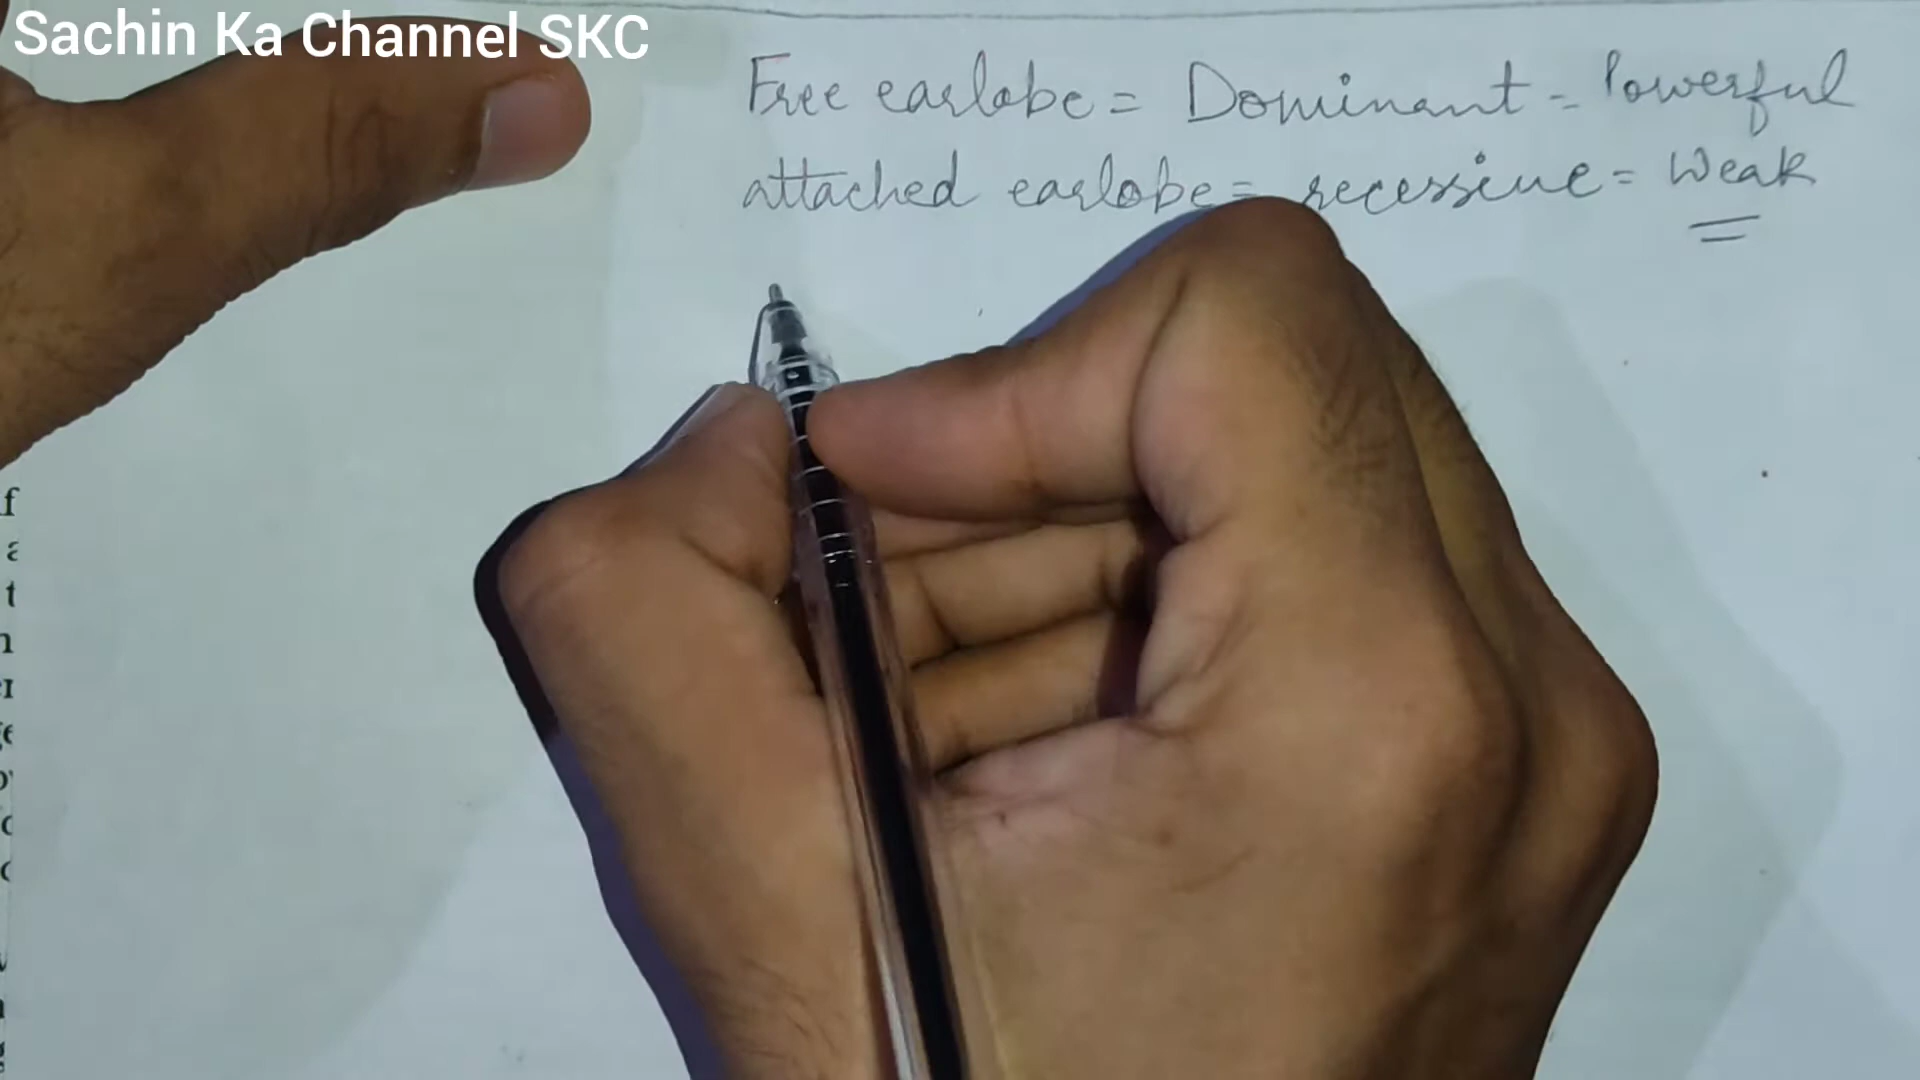 Sachin Ka Channel SKC
Free earlobe = Dominant = Powerful
attached earlobe = recessive = Weak